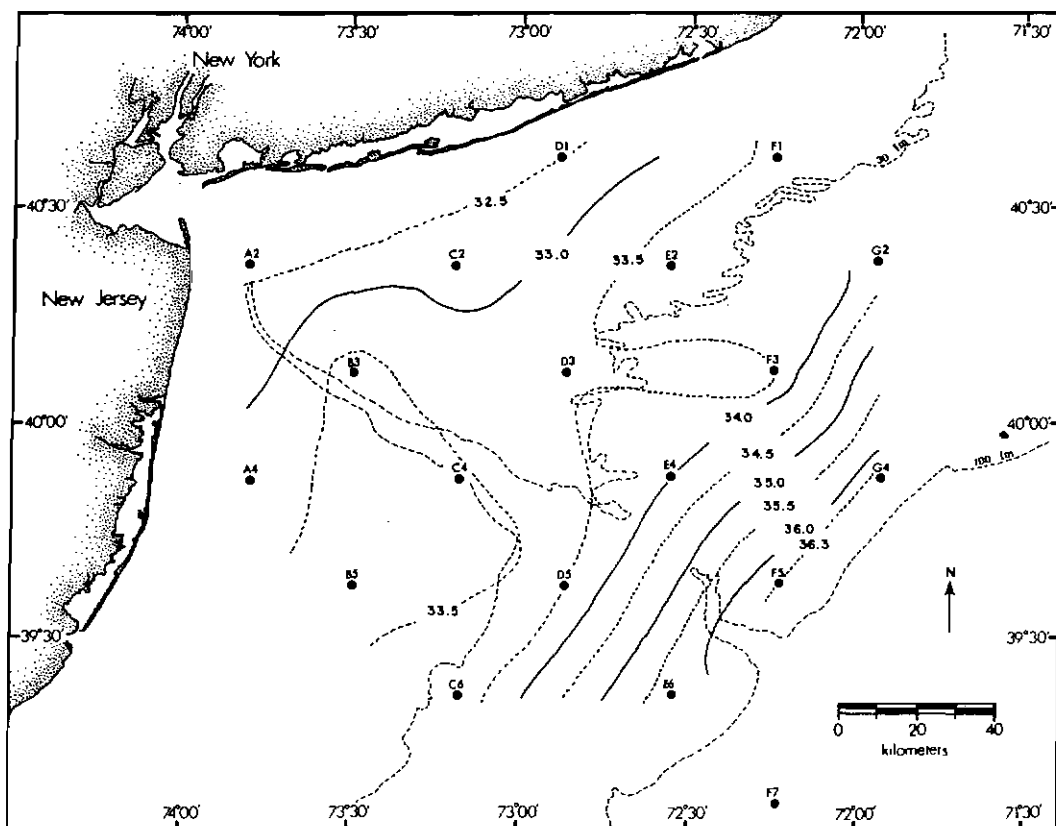 74°00' 73°30' 73°00' 72°30' 72°00' 71°30'
New York
D1 F1
20 fm
40°30' 40°30'
32.5
33.0 33.5
A2 C2 E2 G2
New Jersey
B3 D3 F3
34.0
40°00' 40°00'
34.5
100 fm
A4 C4 E4 G4
35.0
35.5
36.0
36.3
B5 D5 F5
33.5
N
39°30' 39°30'
C6 E6
0 20 40
kilometers
F7
74°00' 73°30' 73°00' 72°30' 72°00' 71°30'